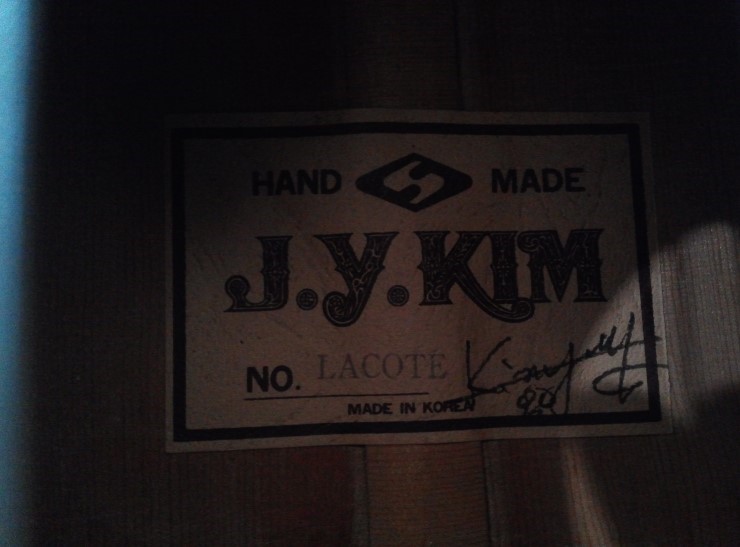 HAND MADE
J.Y.KIM
NO. LACOTE
MADE IN KOREA